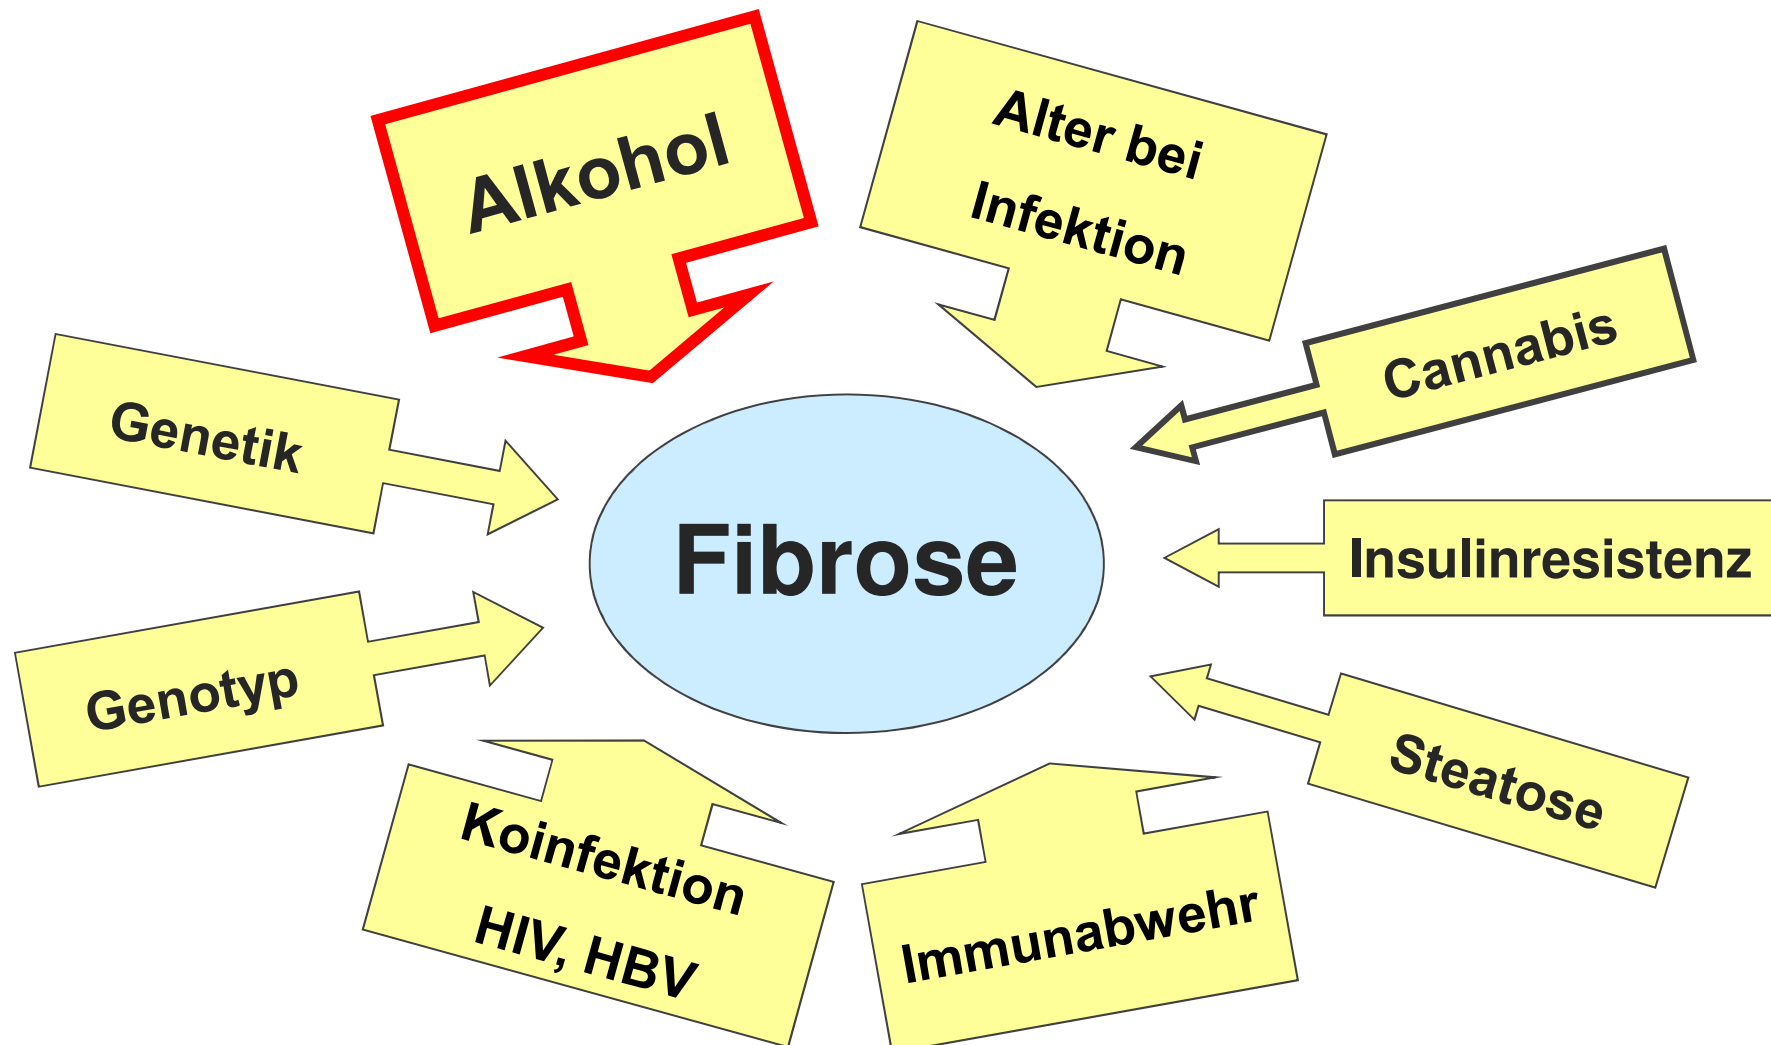 Alkohol
Alter bei
Infektion
Cannabis
Genetik
Fibrose
Insulinresistenz
Genotyp
Steatose
Koinfektion
HIV, HBV
Immunabwehr